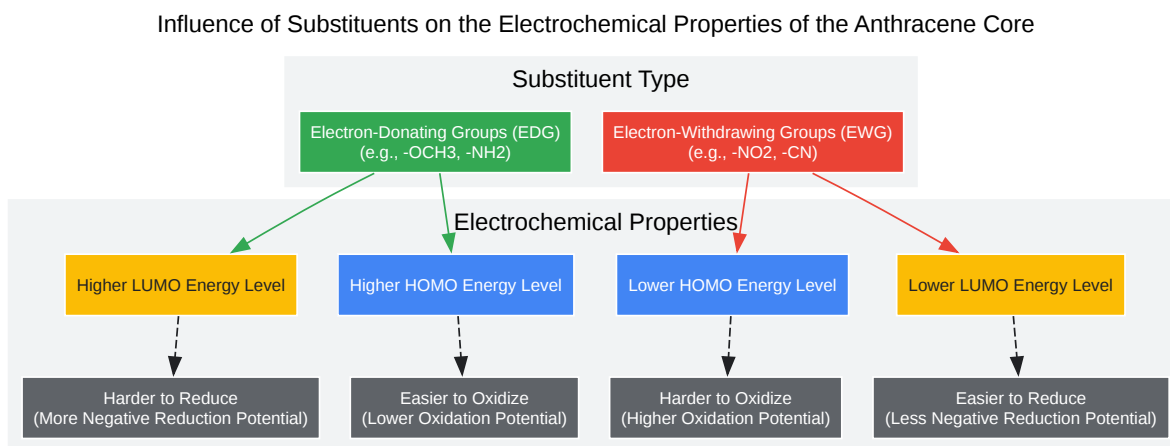 Influence of Substituents on the Electrochemical Properties of the Anthracene Core
Substituent Type
Electron-Donating Groups (EDG)
(e.g., -OCH3, -NH2)
Electron-Withdrawing Groups (EWG)
(e.g., -NO2, -CN)
Electrochemical Properties
Higher LUMO Energy Level
Higher HOMO Energy Level
Lower HOMO Energy Level
Lower LUMO Energy Level
Harder to Reduce
(More Negative Reduction Potential)
Easier to Oxidize
(Lower Oxidation Potential)
Harder to Oxidize
(Higher Oxidation Potential)
Easier to Reduce
(Less Negative Reduction Potential)